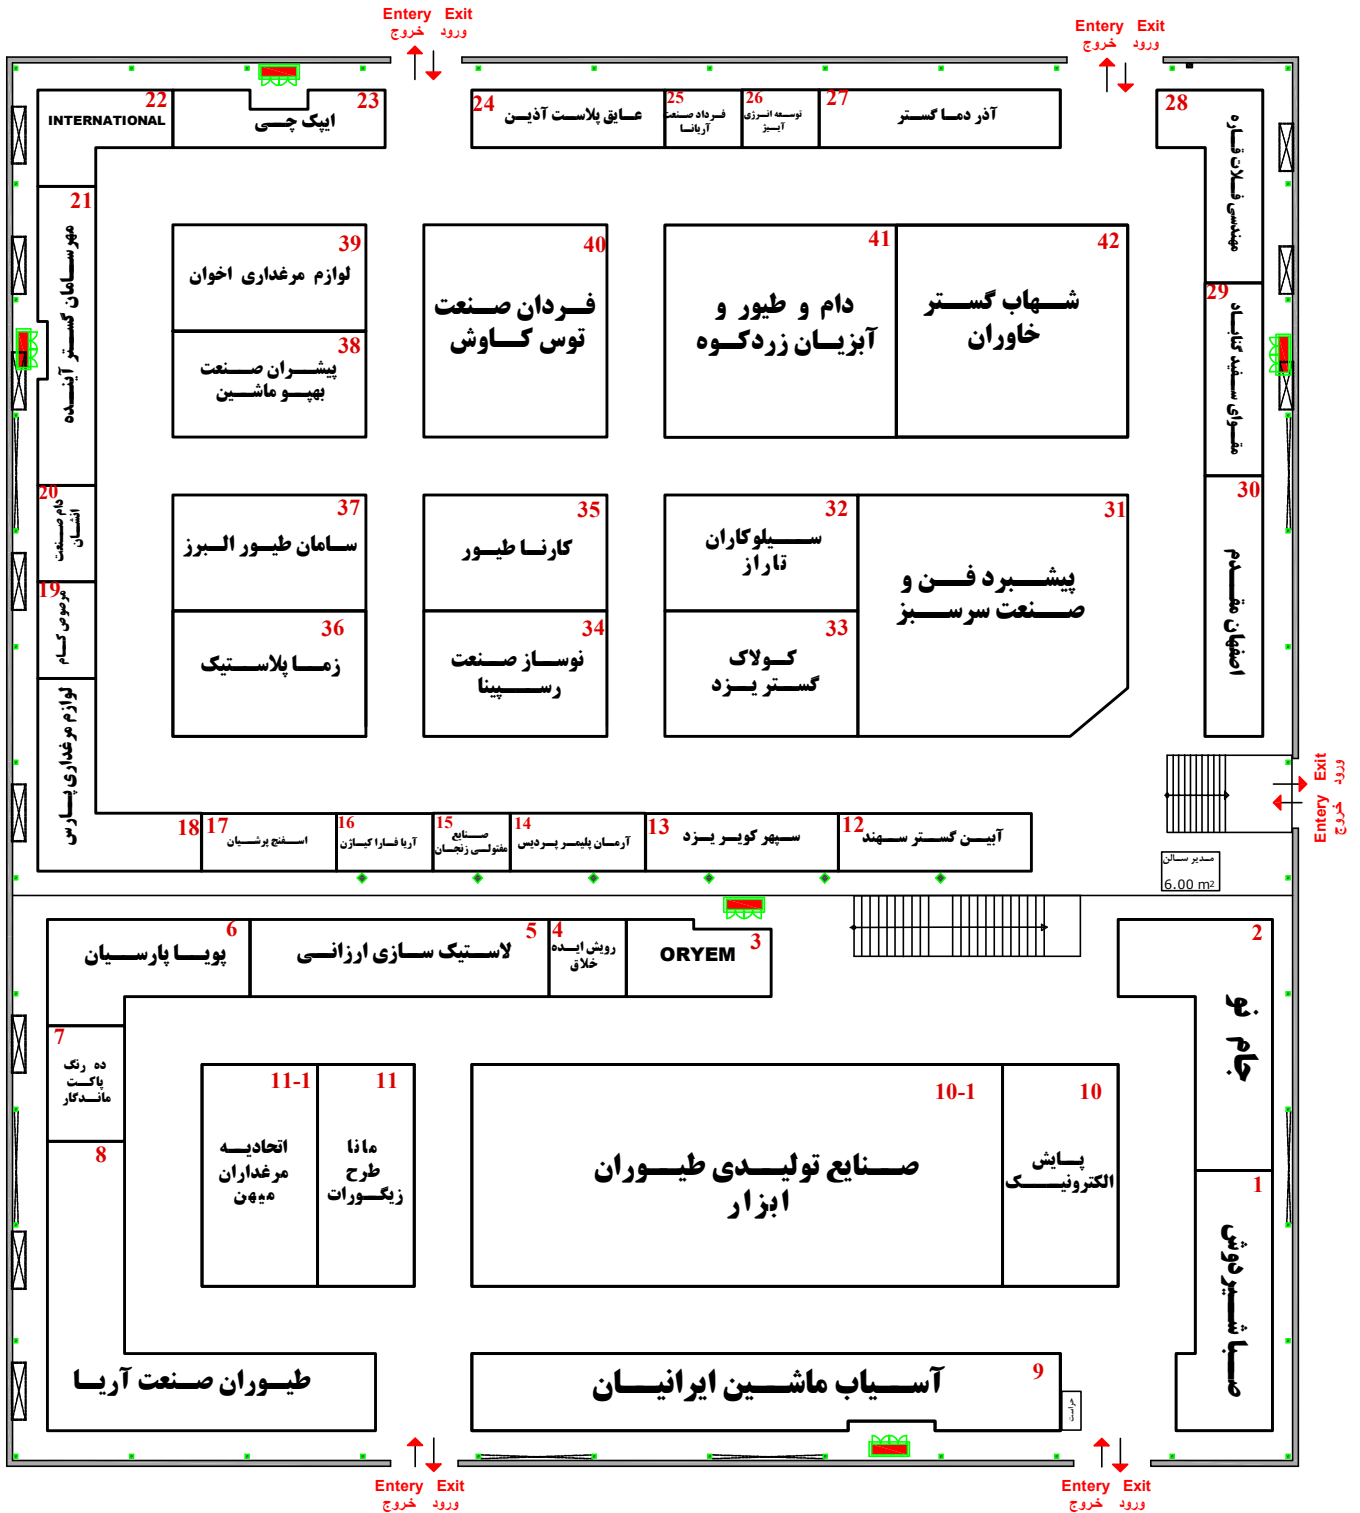 Entery Exit
خروج ورود
Entery Exit
خروج ورود
22
INTERNATIONAL
23
ایپک چی
24
عایق پلاست آذین
25
فرداد صنعت
آریانا
26
توسعه انرژی
آییژ
27
آذر دما گستر
28
مهندسی فلات قاره
21
مهر سامان گستر آینده
39
لوازم مرغداری اخوان
38
پیشران صنعت
بهپو ماشین
40
فردان صنعت
توس کاوش
41
دام و طیور و
آبزیان زردکوه
42
شهاب گستر
خاوران
29
مقوای سفید گناباد
20
دام صنعت
انشان
37
سامان طیور البرز
35
کارنا طیور
32
سیلوکاران
تاراز
31
پیشبرد فن و
صنعت سرسبز
30
اصفهان مقدم
19
مرصوص کام
36
زما پلاستیک
34
نوساز صنعت
رسپینا
33
کولاک
گستر یزد
لوازم مرغداری پارس
18
17
اسفنج پرشیان
16
آریا فارا کیاژن
15
صنایع
مفتولی زنجان
14
آرمان پلیمر پردیس
13
سپهر کویر یزد
12
آبین گستر سهند
Entery Exit
خروج ورود
مدیر سالن
6.00 m²
6
پویا پارسیان
5
لاستیک سازی ارزانی
4
رویش ایده
خلاق
3
ORYEM
2
جام نو
7
ده رنگ
پاکت
ماندگار
11-1
اتحادیه
مرغداران
میهن
11
مانا
طرح
زیگورات
10-1
صنایع تولیدی طیوران
ابزار
10
پایش
الکترونیک
1
صبا شیردوش
8
طیوران صنعت آریا
9
آسیاب ماشین ایرانیان
حراست
Entery Exit
خروج ورود
Entery Exit
خروج ورود